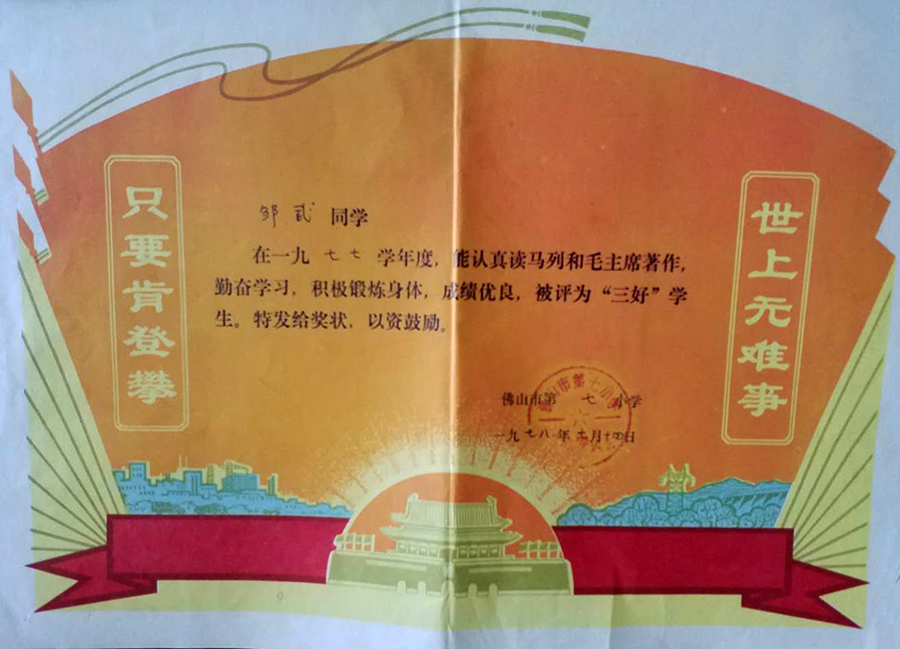 世上无难事
只要肯登攀
邹武 同学
在一九七七学年度，能认真读马列和毛主席著作，
勤奋学习，积极锻炼身体，成绩优良，被评为“三好”学
生。特发给奖状，以资鼓励。
佛山市第七小学
一九七八年 月十四日